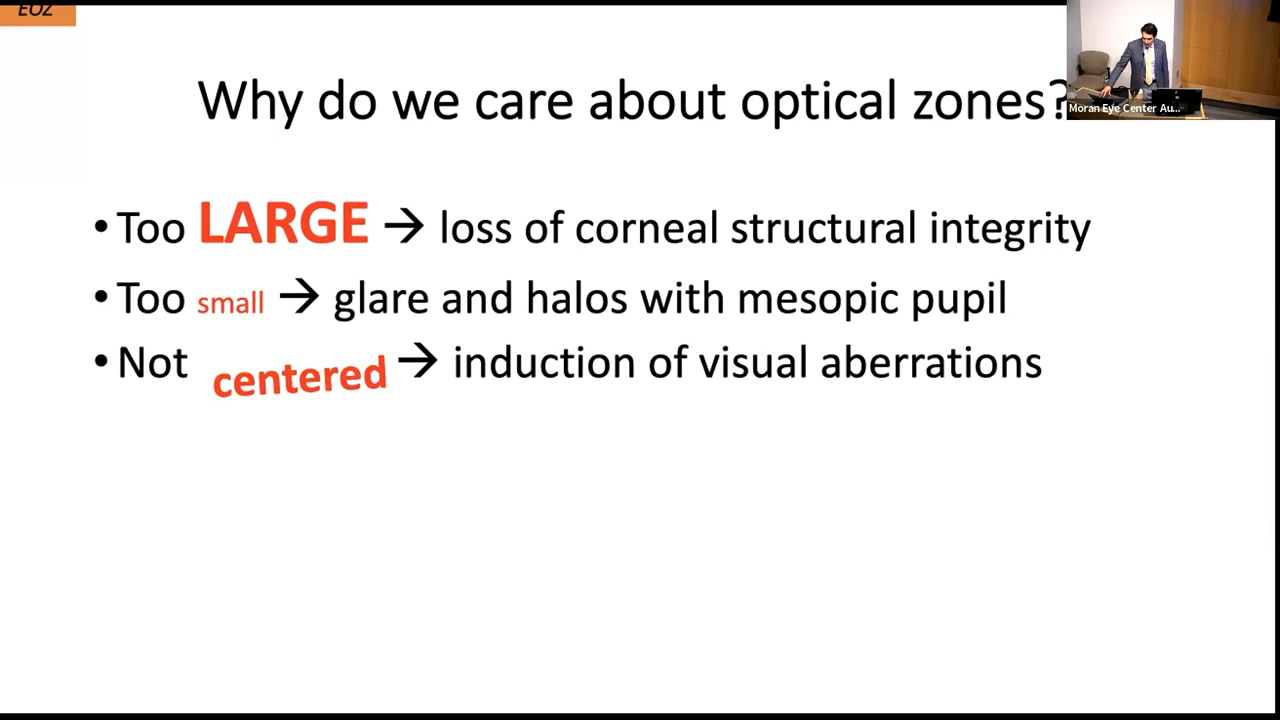 EOZ
Why do we care about optical zones?
Moran Eye Center Au...
• Too LARGE → loss of corneal structural integrity
• Too small → glare and halos with mesopic pupil
• Not centered → induction of visual aberrations